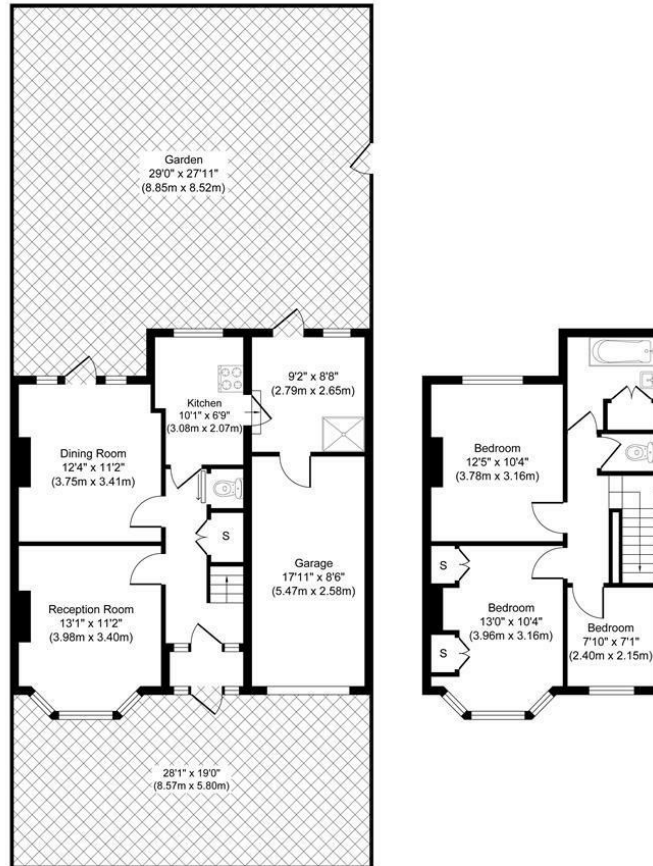 Garden
29'0" x 27'11"
(8.85m x 8.52m)
Kitchen
10'1" x 6'9"
(3.08m x 2.07m)
9'2" x 8'8"
(2.79m x 2.65m)
Dining Room
12'4" x 11'2"
(3.75m x 3.41m)
S
Garage
17'11" x 8'6"
(5.47m x 2.58m)
Reception Room
13'1" x 11'2"
(3.98m x 3.40m)
28'1" x 19'0"
(8.57m x 5.80m)
Bedroom
12'5" x 10'4"
(3.78m x 3.16m)
S
Bedroom
13'0" x 10'4"
(3.96m x 3.16m)
S
Bedroom
7'10" x 7'1"
(2.40m x 2.15m)